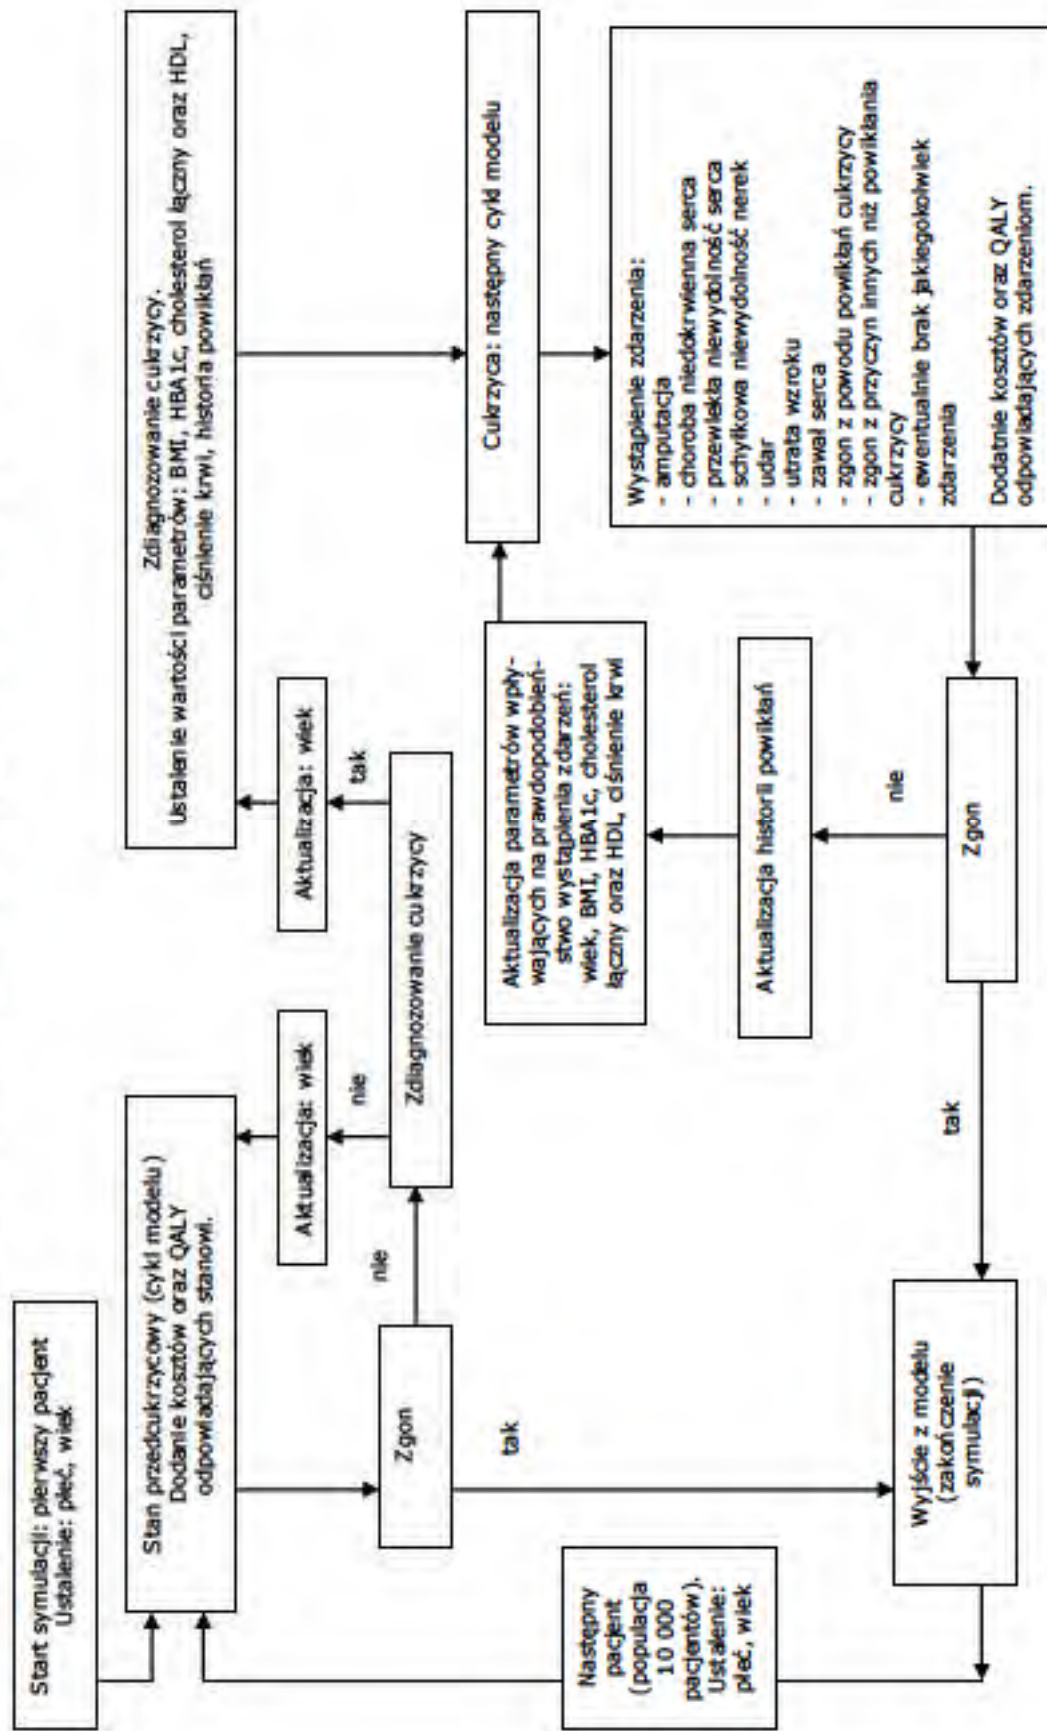 Start symulacji: pierwszy pacjent
Ustalenie: płeć, wiek
Stan przedcukrzycowy (cykl modelu)
Dodanie kosztów oraz QALY
odpowiadających stanowi.
Zdiagnozowanie cukrzycy.
Ustalenie wartości parametrów: BMI, HBA1c, cholesterol łączny oraz HDL,
ciśnienie krwi, historia powikłań
Aktualizacja: wiek
Aktualizacja: wiek
nie
tak
Zgon
nie
Zdiagnozowanie cukrzycy
tak
Cukrzyca: następny cykl modelu
Aktualizacja parametrów wpły-
wających na prawdopodobień-
stwo wystąpienia zdarzeń:
wiek, BMI, HBA1c, cholesterol
łączny oraz HDL, ciśnienie krwi
Wystąpienie zdarzenia:
- amputacja
- choroba niedokrwienna serca
- przewlekła niewydolność serca
- schyłkowa niewydolność nerek
- udar
- utrata wzroku
- zawał serca
- zgon z powodu powikłań cukrzycy
- zgon z przyczyn innych niż powikłania
cukrzycy
- ewentualnie brak jakiegokolwiek
zdarzenia
Dodatnie kosztów oraz QALY
odpowiadających zdarzeniom.
Następny
pacjent
(populacja
10 000
pacjentów).
Ustalenie:
płeć, wiek
Aktualizacja historii powikłań
nie
Wyjście z modelu
(zakończenie
symulacji)
tak
Zgon